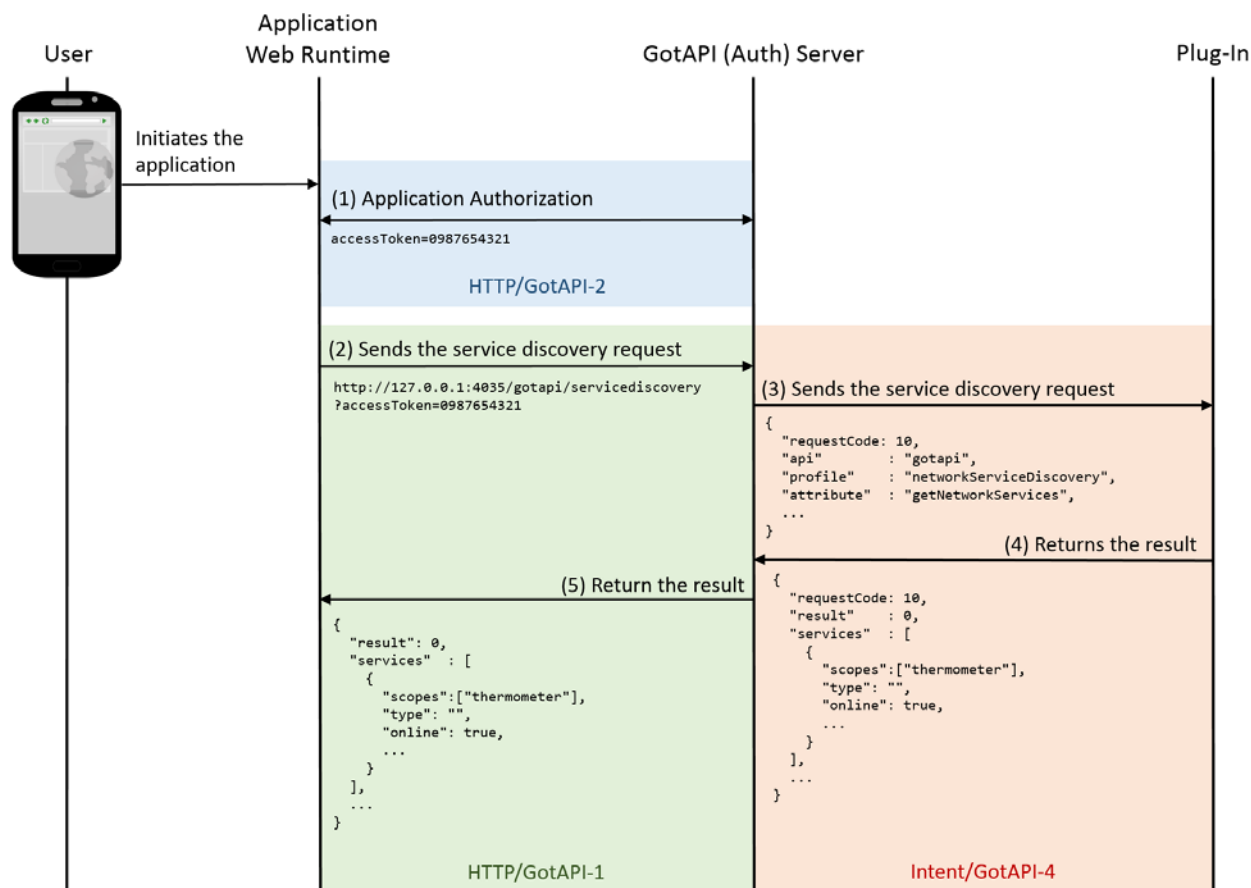 Application
User
Web Runtime
GotAPI (Auth) Server
Plug-In
Initiates the
application
(1) Application Authorization
accessToken=0987654321
HTTP/GotAPI-2
(2) Sends the service discovery request
http://127.0.0.1:4035/gotapi/servicediscovery
?accessToken=0987654321
(3) Sends the service discovery request
{
"requestCode: 10,
"api" : "gotapi",
"profile" : "networkServiceDiscovery",
"attribute" : "getNetworkServices",
...
}
(4) Returns the result
{
"requestCode: 10,
"result" : 0,
"services" : [
{
"scopes":["thermometer"],
"type": "",
"online": true,
...
}
],
...
}
(5) Return the result
{
"result": 0,
"services" : [
{
"scopes":["thermometer"],
"type": "",
"online": true,
...
}
],
...
}
HTTP/GotAPI-1
Intent/GotAPI-4